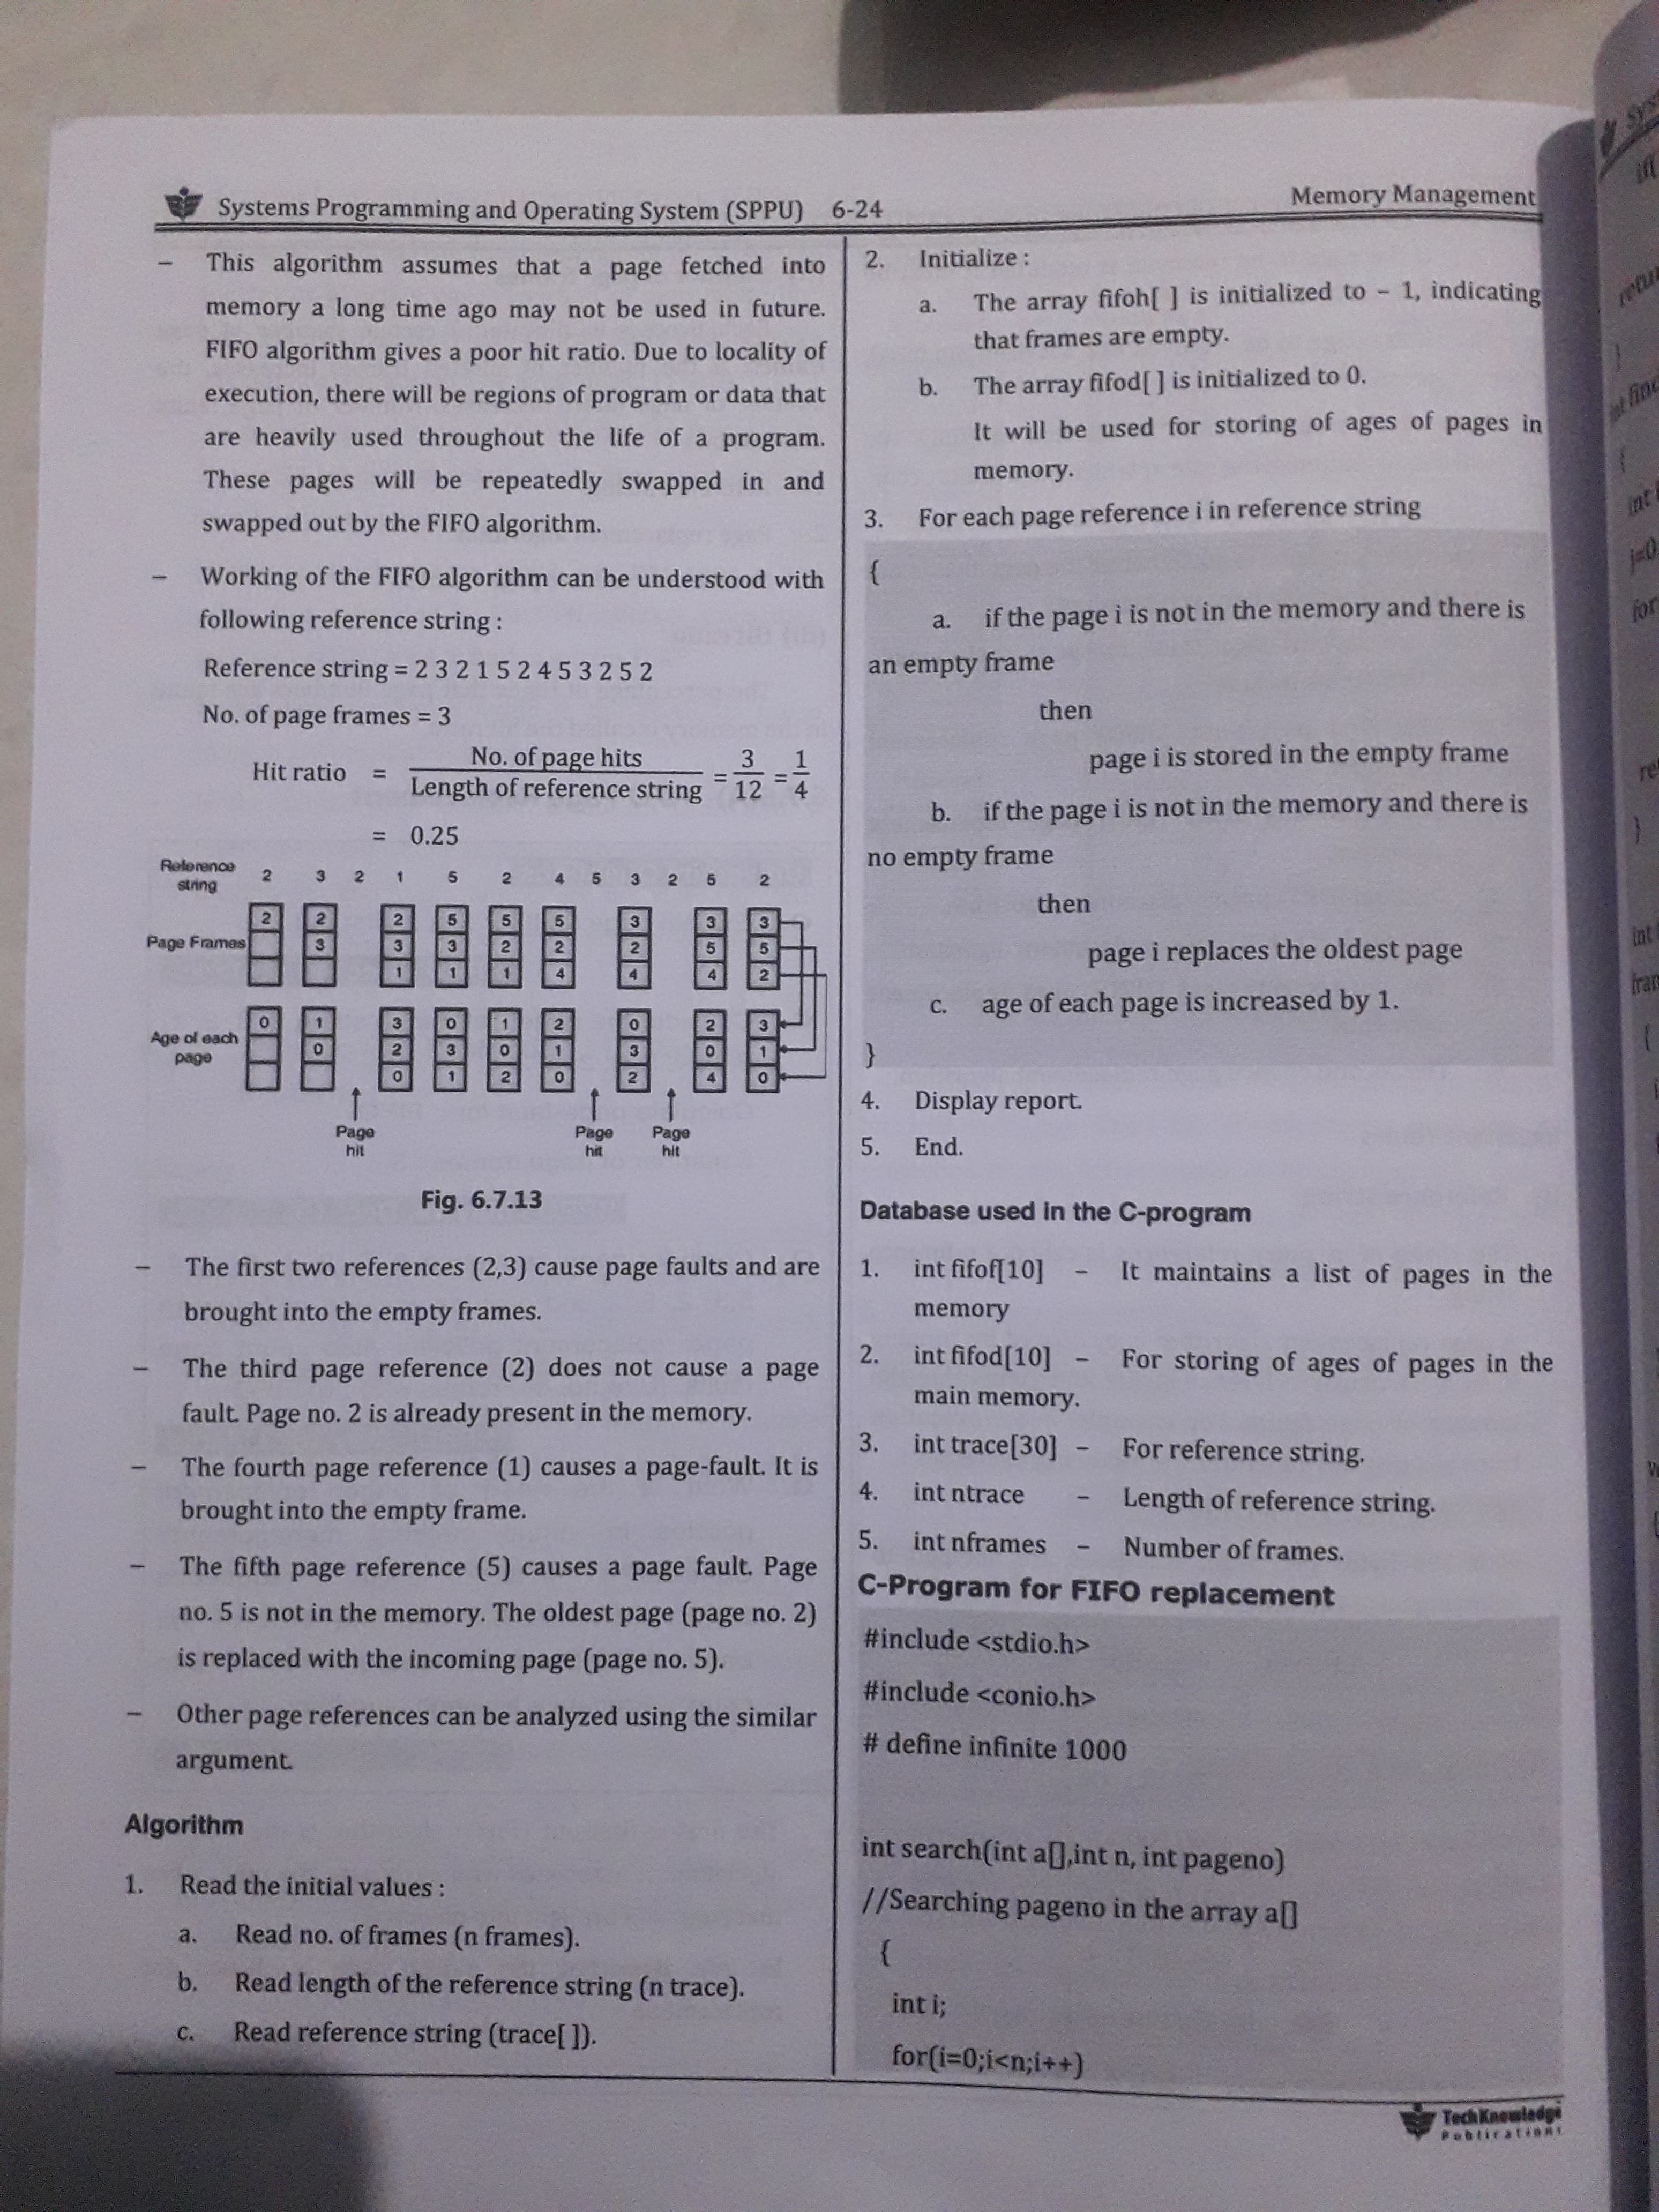 Systems Programming and Operating System (SPPU) 6-24
Memory Management
– This algorithm assumes that a page fetched into
memory a long time ago may not be used in future.
FIFO algorithm gives a poor hit ratio. Due to locality of
execution, there will be regions of program or data that
are heavily used throughout the life of a program.
These pages will be repeatedly swapped in and
swapped out by the FIFO algorithm.
– Working of the FIFO algorithm can be understood with
following reference string :
Reference string = 2 3 2 1 5 2 4 5 3 2 5 2
No. of page frames = 3
Hit ratio = No. of page hits / Length of reference string = 3/12 = 1/4
= 0.25
Reference string 2 3 2 1 5 2 4 5 3 2 5 2
Page Frames
2 2 2 5 5 5 3 3 3
3 3 3 2 2 2 5 5
1 1 1 4 4 4 2
Age of each page
0 1 3 0 1 2 0 2 3
0 2 3 0 1 3 0 1
0 1 2 0 2 4 0
Page hit
Page hit
Page hit
Fig. 6.7.13
– The first two references (2,3) cause page faults and are
brought into the empty frames.
– The third page reference (2) does not cause a page
fault. Page no. 2 is already present in the memory.
– The fourth page reference (1) causes a page-fault. It is
brought into the empty frame.
– The fifth page reference (5) causes a page fault. Page
no. 5 is not in the memory. The oldest page (page no. 2)
is replaced with the incoming page (page no. 5).
– Other page references can be analyzed using the similar
argument.
Algorithm
1. Read the initial values :
a. Read no. of frames (n frames).
b. Read length of the reference string (n trace).
c. Read reference string (trace[ ]).
2. Initialize :
a. The array fifoh[ ] is initialized to – 1, indicating
that frames are empty.
b. The array fifod[ ] is initialized to 0.
It will be used for storing of ages of pages in
memory.
3. For each page reference i in reference string
{
a. if the page i is not in the memory and there is
an empty frame
then
page i is stored in the empty frame
b. if the page i is not in the memory and there is
no empty frame
then
page i replaces the oldest page
c. age of each page is increased by 1.
}
4. Display report.
5. End.
Database used in the C-program
1. int fifof[10] – It maintains a list of pages in the
memory
2. int fifod[10] – For storing of ages of pages in the
main memory.
3. int trace[30] – For reference string.
4. int ntrace – Length of reference string.
5. int nframes – Number of frames.
C-Program for FIFO replacement
#include <stdio.h>
#include <conio.h>
# define infinite 1000
int search(int a[],int n, int pageno)
//Searching pageno in the array a[]
{
int i;
for(i=0;i<n;i++)
TechKnowledge
Publications